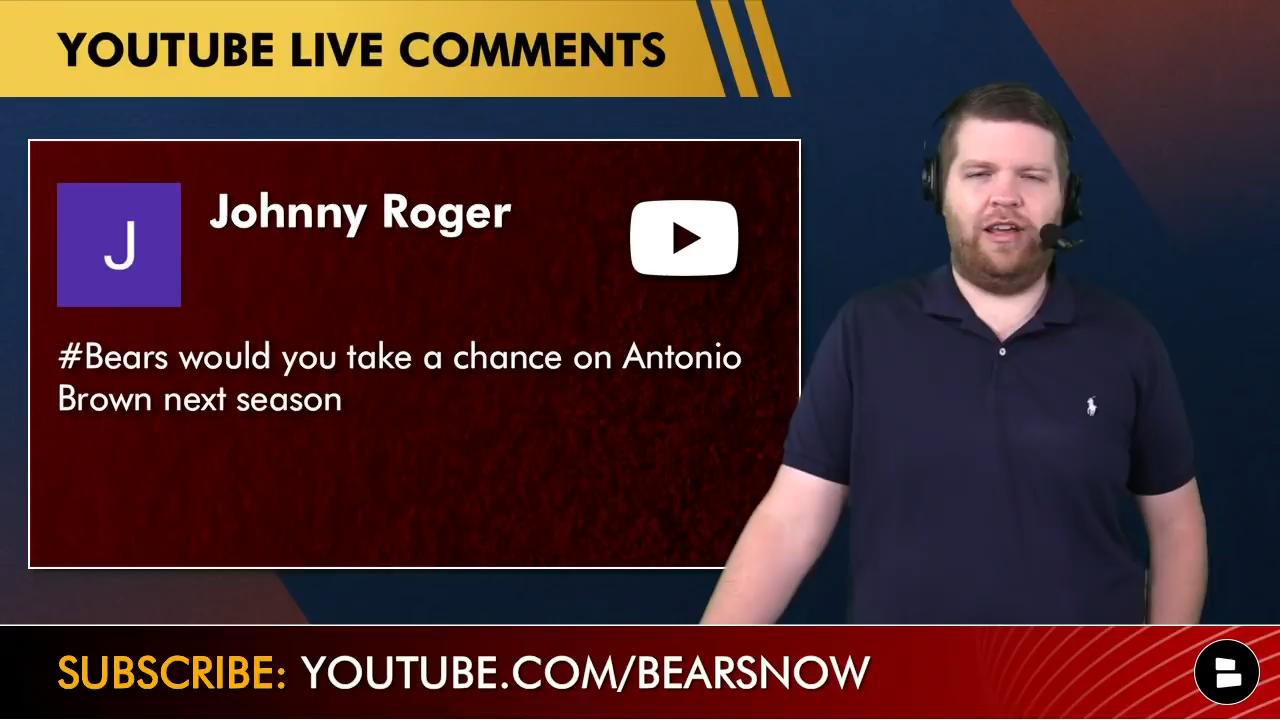 YOUTUBE LIVE COMMENTS
J
Johnny Roger
#Bears would you take a chance on Antonio
Brown next season
SUBSCRIBE: YOUTUBE.COM/BEARSNOW